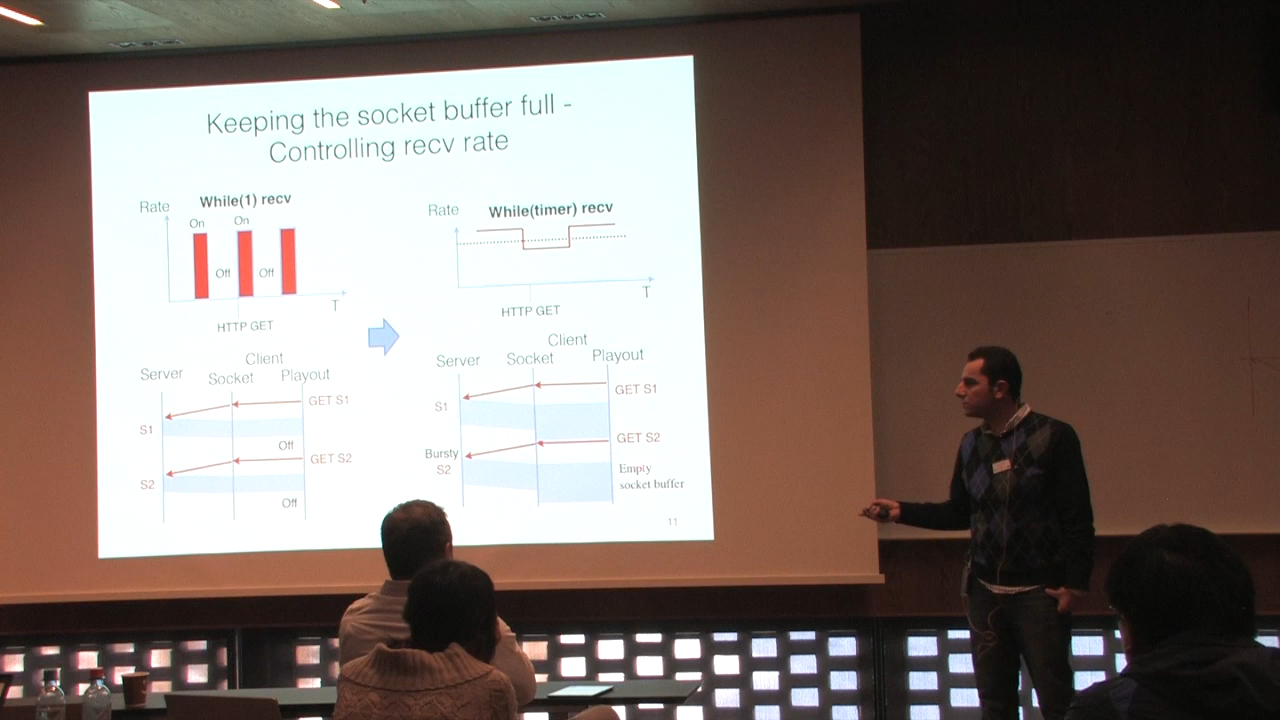 Keeping the socket buffer full -
Controlling recv rate
While(1) recv
Rate
On
On
Off
Off
T
HTTP GET
Client
Server
Socket
Playout
GET S1
S1
Off
GET S2
S2
Off
While(timer) recv
Rate
T
HTTP GET
Client
Server
Socket
Playout
GET S1
S1
GET S2
Bursty
S2
Empty
socket buffer
11